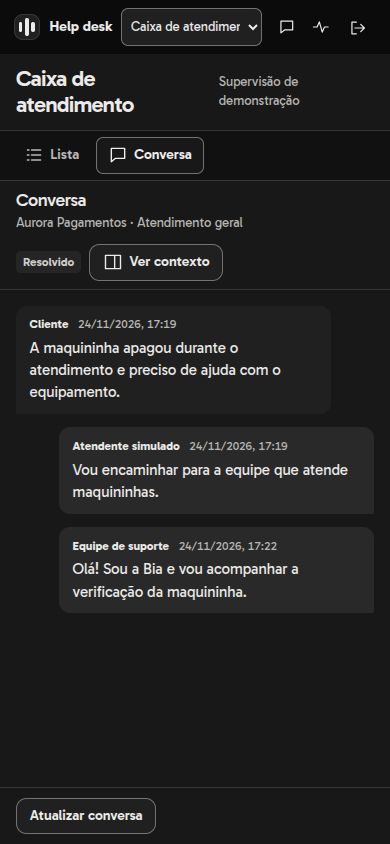 Help desk
Caixa de atendimer
Caixa de
atendimento
Supervisão de
demonstração
Lista
Conversa
Conversa
Aurora Pagamentos · Atendimento geral
Resolvido
Ver contexto
Cliente 24/11/2026, 17:19
A maquininha apagou durante o
atendimento e preciso de ajuda com o
equipamento.
Atendente simulado 24/11/2026, 17:19
Vou encaminhar para a equipe que atende
maquininhas.
Equipe de suporte 24/11/2026, 17:22
Olá! Sou a Bia e vou acompanhar a
verificação da maquininha.
Atualizar conversa